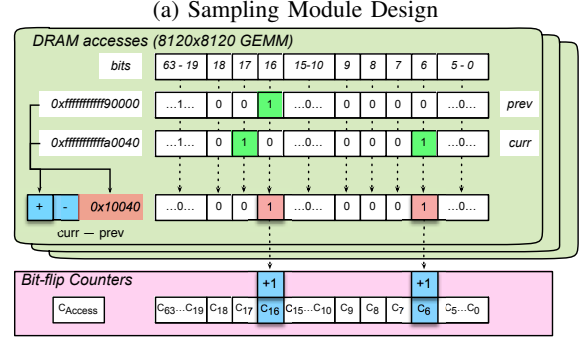 (a) Sampling Module Design
DRAM accesses (8120x8120 GEMM)
bits 63 - 19 18 17 16 15-10 9 8 7 6 5 - 0
0xfffffffffff90000 ...1... 0 0 1 ...0... 0 0 0 0 ...0... prev
0xfffffffffffa0040 ...1... 0 1 0 ...0... 0 0 0 1 ...0... curr
+ - 0x10040 ...0... 0 0 1 ...0... 0 0 0 1 ...0...
curr — prev
Bit-flip Counters +1 +1
CAccess C63...C19 C18 C17 C16 C15...C10 C9 C8 C7 C6 C5...C0